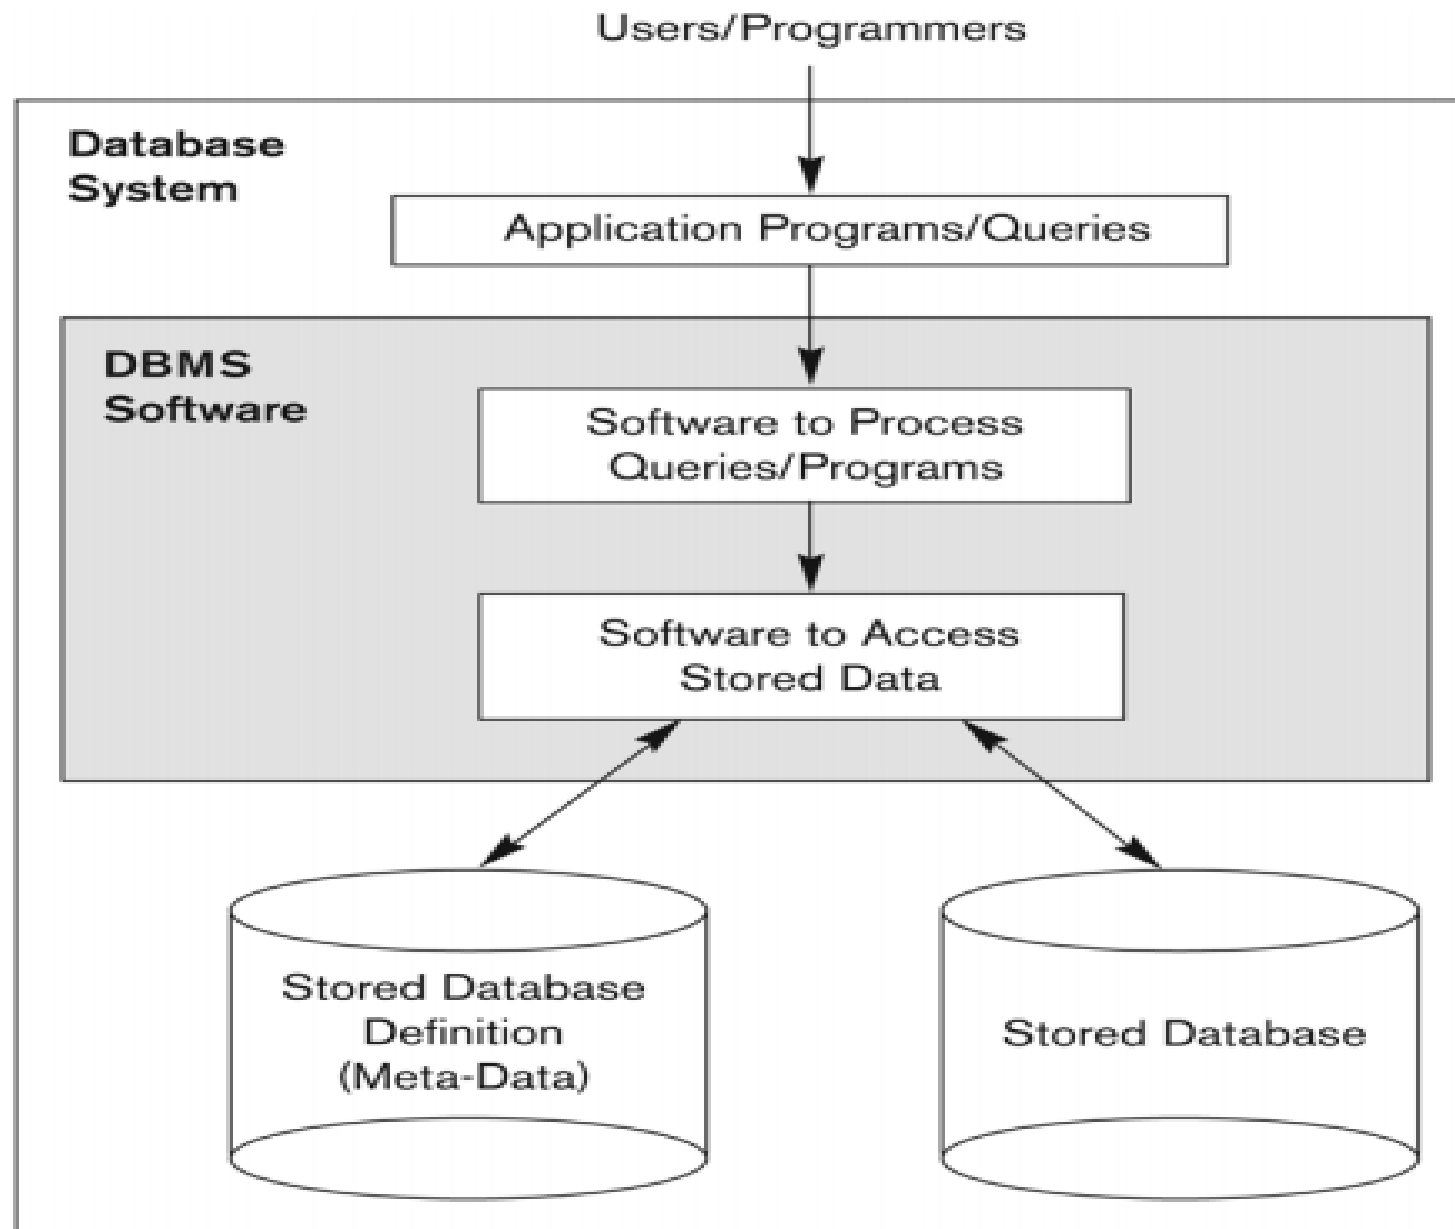 Users/Programmers
Database
System
Application Programs/Queries
DBMS
Software
Software to Process
Queries/Programs
Software to Access
Stored Data
Stored Database
Definition
(Meta-Data)
Stored Database